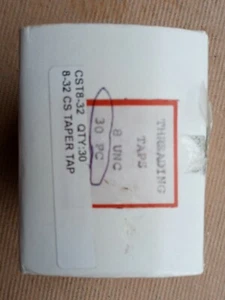 THREADING
TAPS
8 UNC
30 PC
CST8-32 QTY:30
8-32 CS TAPER TAP